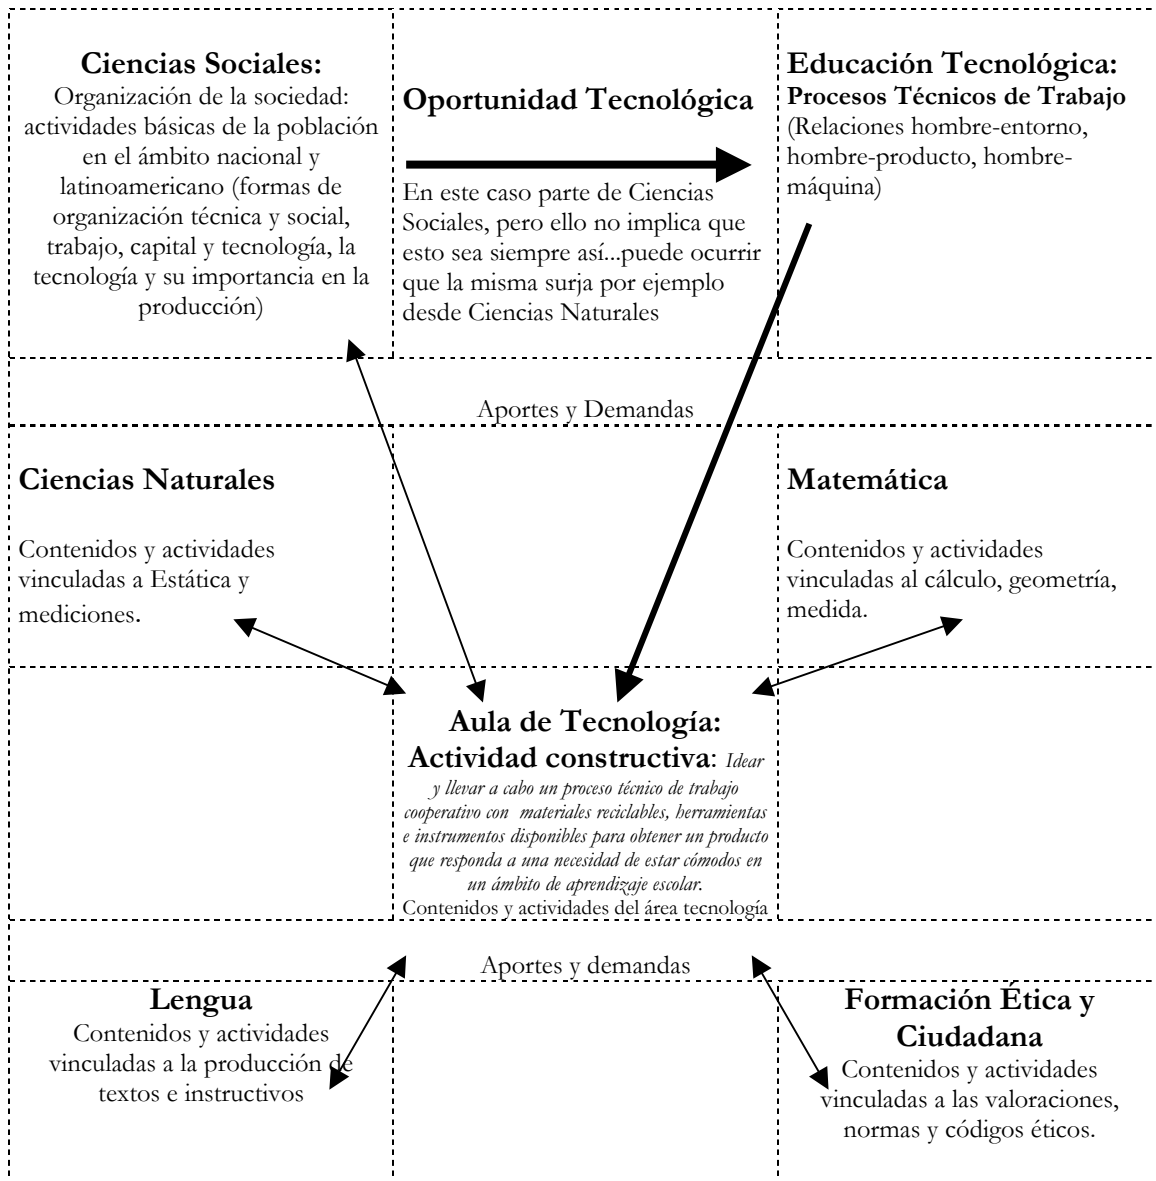 Ciencias Sociales:
Organización de la sociedad:
actividades básicas de la población
en el ámbito nacional y
latinoamericano (formas de
organización técnica y social,
trabajo, capital y tecnología, la
tecnología y su importancia en la
producción)
Oportunidad Tecnológica
En este caso parte de Ciencias
Sociales, pero ello no implica que
esto sea siempre así...puede ocurrir
que la misma surja por ejemplo
desde Ciencias Naturales
Educación Tecnológica:
Procesos Técnicos de Trabajo
(Relaciones hombre-entorno,
hombre-producto, hombre-
máquina)
Aportes y Demandas
Ciencias Naturales
Contenidos y actividades
vinculadas a Estática y
mediciones.
Matemática
Contenidos y actividades
vinculadas al cálculo, geometría,
medida.
Aula de Tecnología:
Actividad constructiva: Idear
y llevar a cabo un proceso técnico de trabajo
cooperativo con materiales reciclables, herramientas
e instrumentos disponibles para obtener un producto
que responda a una necesidad de estar cómodos en
un ámbito de aprendizaje escolar.
Contenidos y actividades del área tecnología
Aportes y demandas
Lengua
Contenidos y actividades
vinculadas a la producción de
textos e instructivos
Formación Ética y
Ciudadana
Contenidos y actividades
vinculadas a las valoraciones,
normas y códigos éticos.